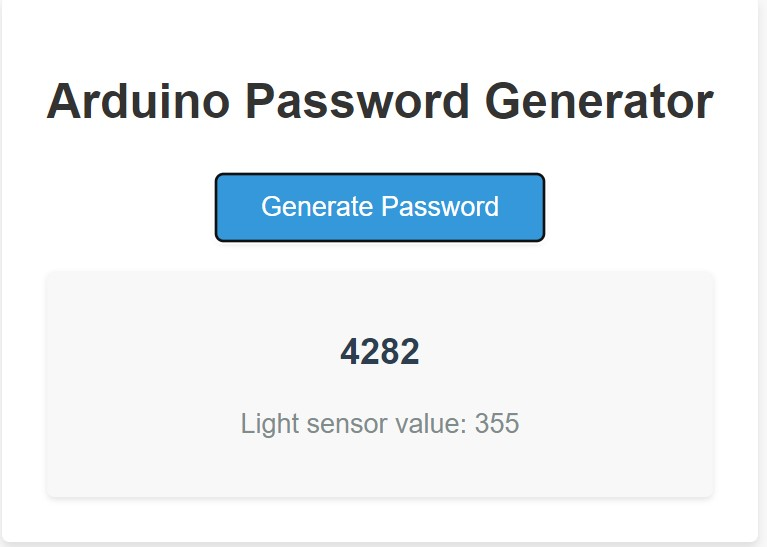 Arduino Password Generator
Generate Password
4282
Light sensor value: 355